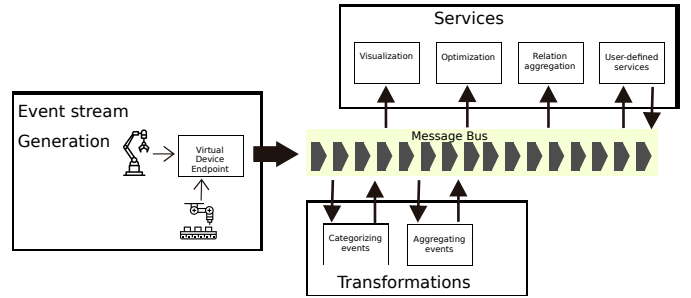 Services
Visualization
Optimization
Relation
aggregation
User-defined
services
Event stream
Generation
Virtual
Device
Endpoint
Message Bus
Categorizing
events
Aggregating
events
Transformations